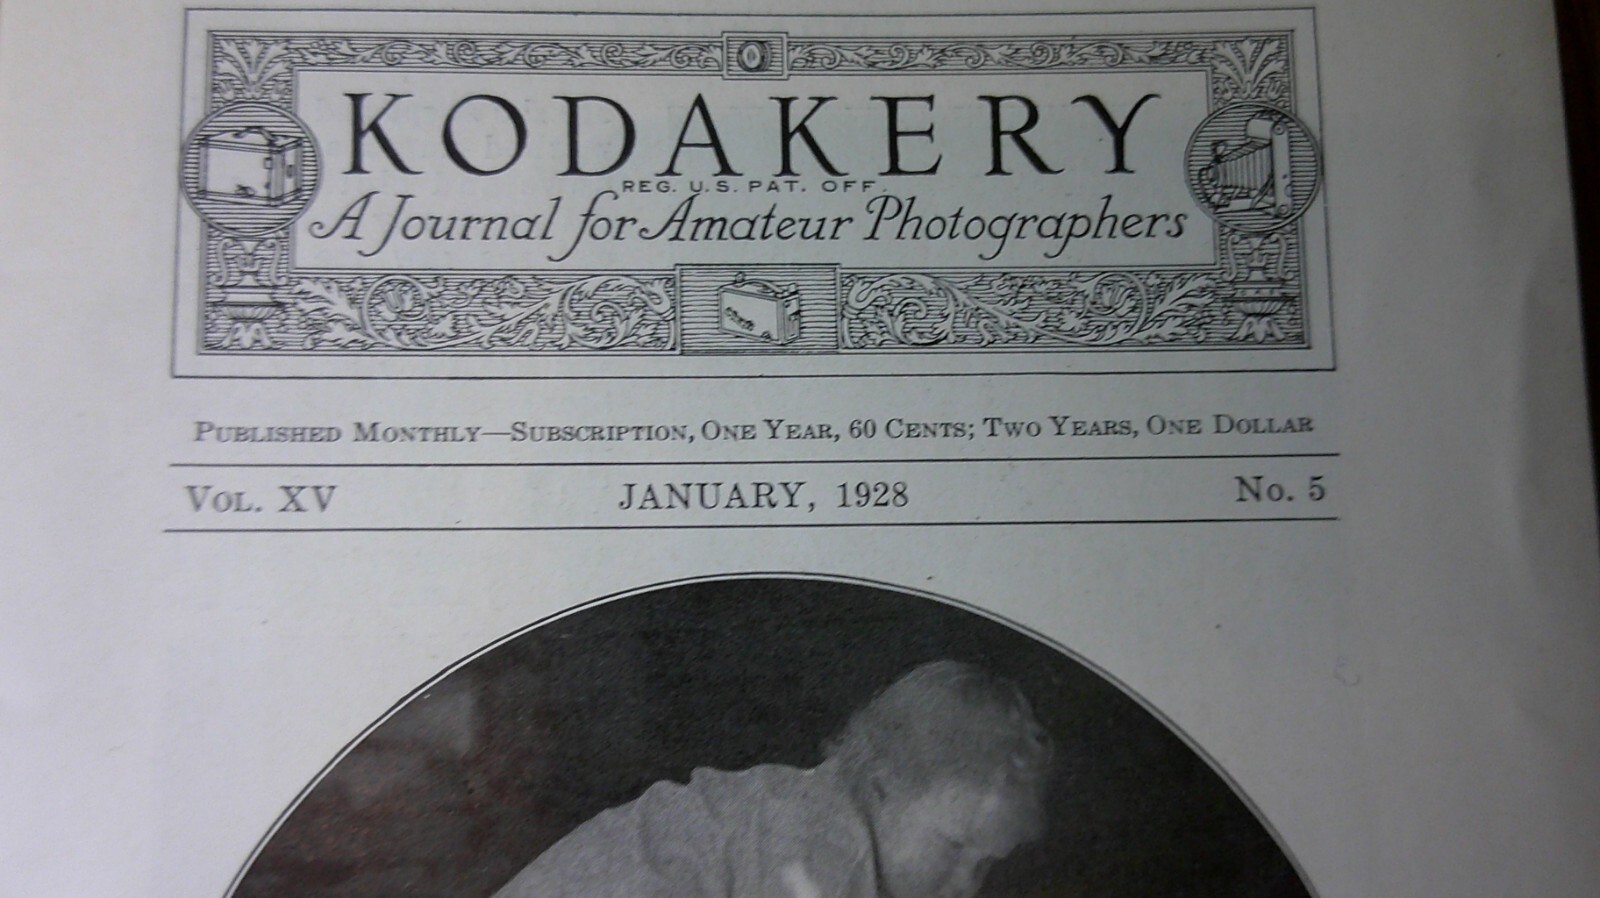 KODAKERY
REG. U.S. PAT. OFF.
A Journal for Amateur Photographers
PUBLISHED MONTHLY—SUBSCRIPTION, ONE YEAR, 60 CENTS; TWO YEARS, ONE DOLLAR
VOL. XV JANUARY, 1928 No. 5